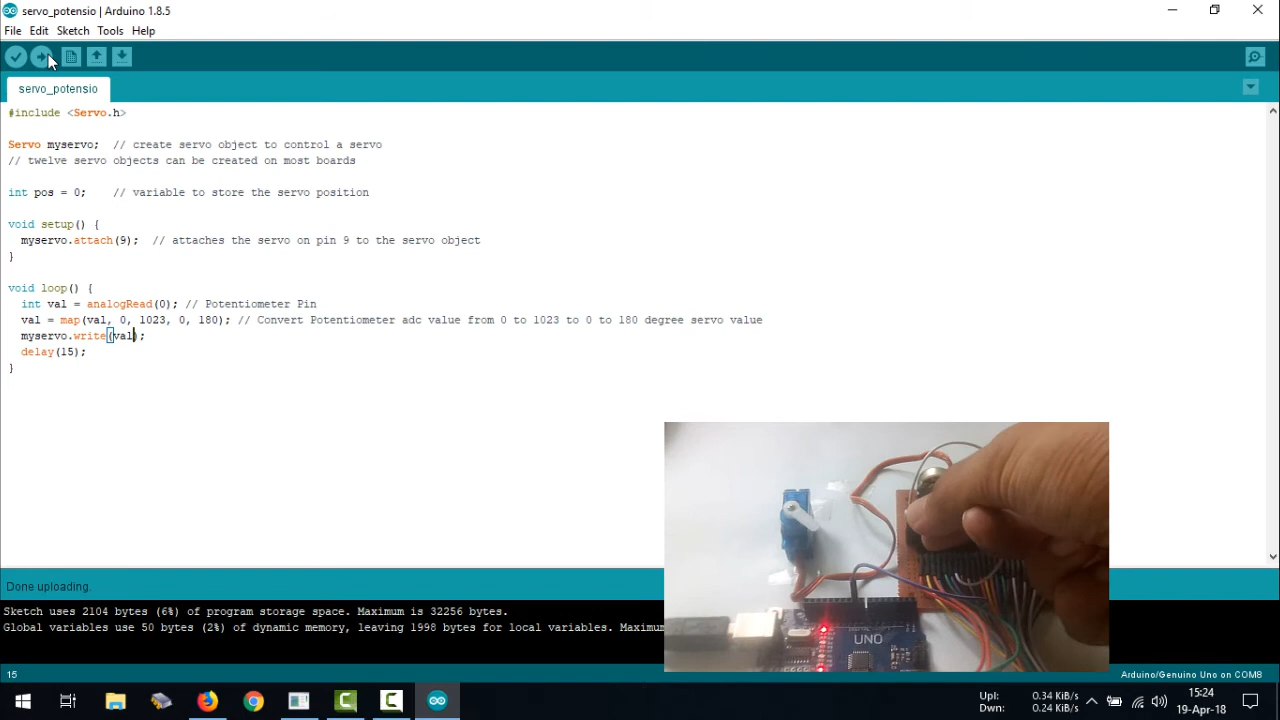 servo_potensio | Arduino 1.8.5
File Edit Sketch Tools Help
servo_potensio
#include <Servo.h>
Servo myservo;  // create servo object to control a servo
// twelve servo objects can be created on most boards
int pos = 0;    // variable to store the servo position
void setup() {
  myservo.attach(9);  // attaches the servo on pin 9 to the servo object
}
void loop() {
  int val = analogRead(0); // Potentiometer Pin
  val = map(val, 0, 1023, 0, 180); // Convert Potentiometer adc value from 0 to 1023 to 0 to 180 degree servo value
  myservo.write(val);
  delay(15);
}
UNO
Done uploading.
Sketch uses 2104 bytes (6%) of program storage space. Maximum is 32256 bytes.
Global variables use 50 bytes (2%) of dynamic memory, leaving 1998 bytes for local variables. Maximum
15 Arduino/Genuino Uno on COM8
Upl: 0.34 KiB/s
Dwn: 0.24 KiB/s
15:24
19-Apr-18